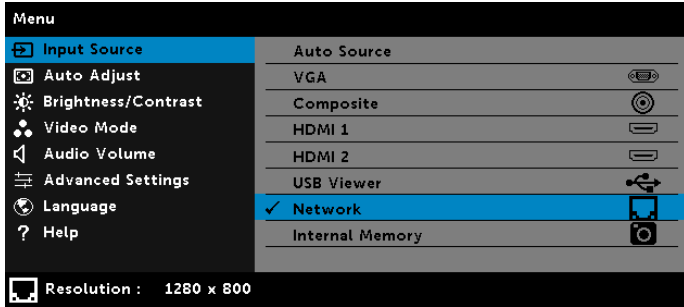 Menu
Input Source
Auto Adjust
Brightness/Contrast
Video Mode
Audio Volume
Advanced Settings
Language
? Help
Auto Source
VGA
Composite
HDMI 1
HDMI 2
USB Viewer
✓ Network
Internal Memory
Resolution : 1280 x 800